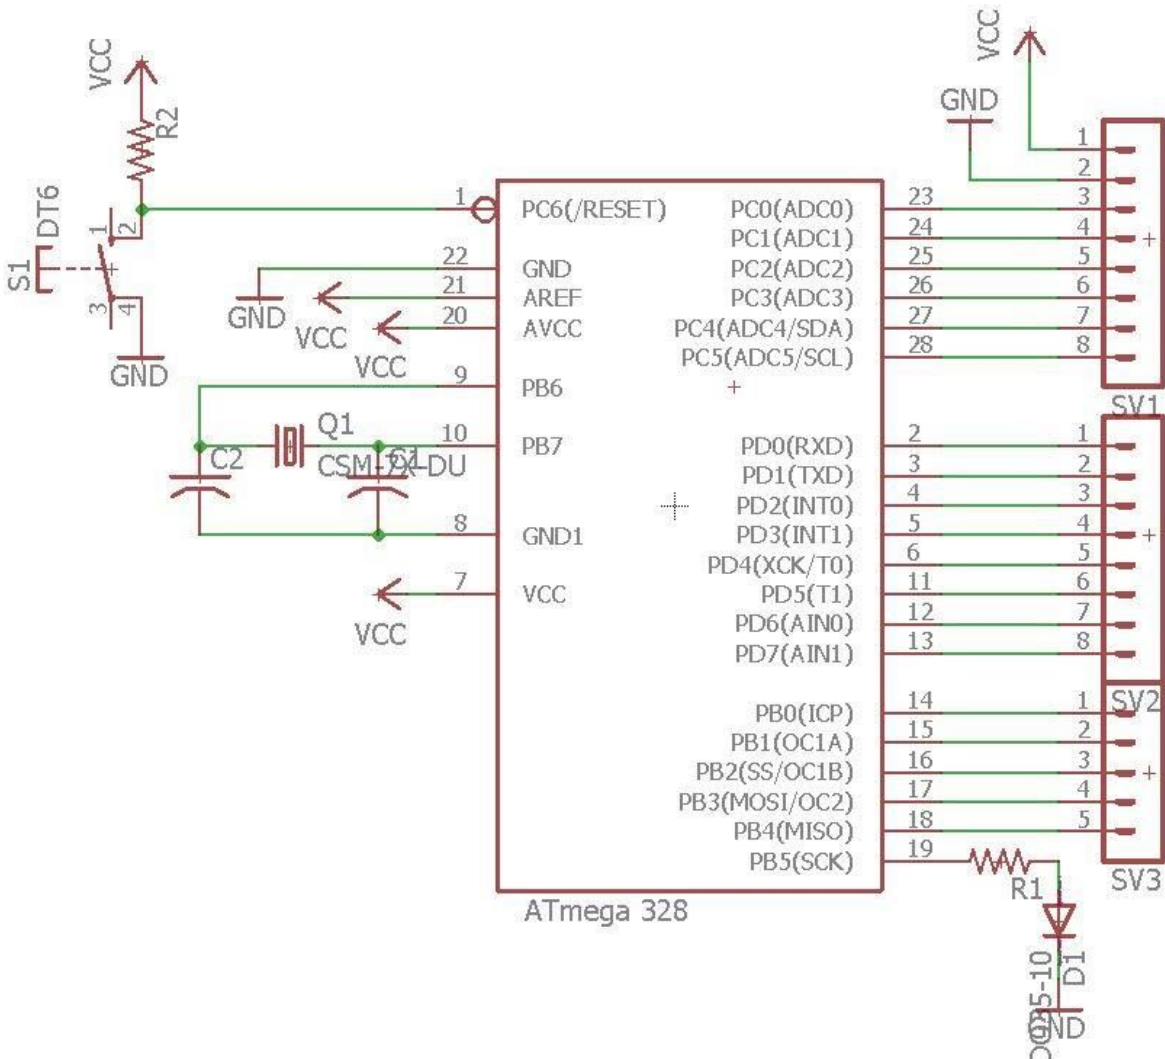 VCC
R2
S1
DT6
1
2
3
4
GND
1
PC6(/RESET)
22
GND
GND
21
AREF
VCC
20
AVCC
VCC
9
PB6
Q1
CSM-7X-DU
C1
10
PB7
C2
8
GND1
7
VCC
VCC
PC0(ADC0)
23
PC1(ADC1)
24
PC2(ADC2)
25
PC3(ADC3)
26
PC4(ADC4/SDA)
27
PC5(ADC5/SCL)
28
PD0(RXD)
2
PD1(TXD)
3
PD2(INT0)
4
PD3(INT1)
5
PD4(XCK/T0)
6
PD5(T1)
11
PD6(AIN0)
12
PD7(AIN1)
13
PB0(ICP)
14
PB1(OC1A)
15
PB2(SS/OC1B)
16
PB3(MOSI/OC2)
17
PB4(MISO)
18
PB5(SCK)
19
ATmega 328
VCC
GND
1
2
3
4
5
6
7
8
SV1
1
2
3
4
5
6
7
8
SV2
1
2
3
4
5
SV3
R1
D1
GND